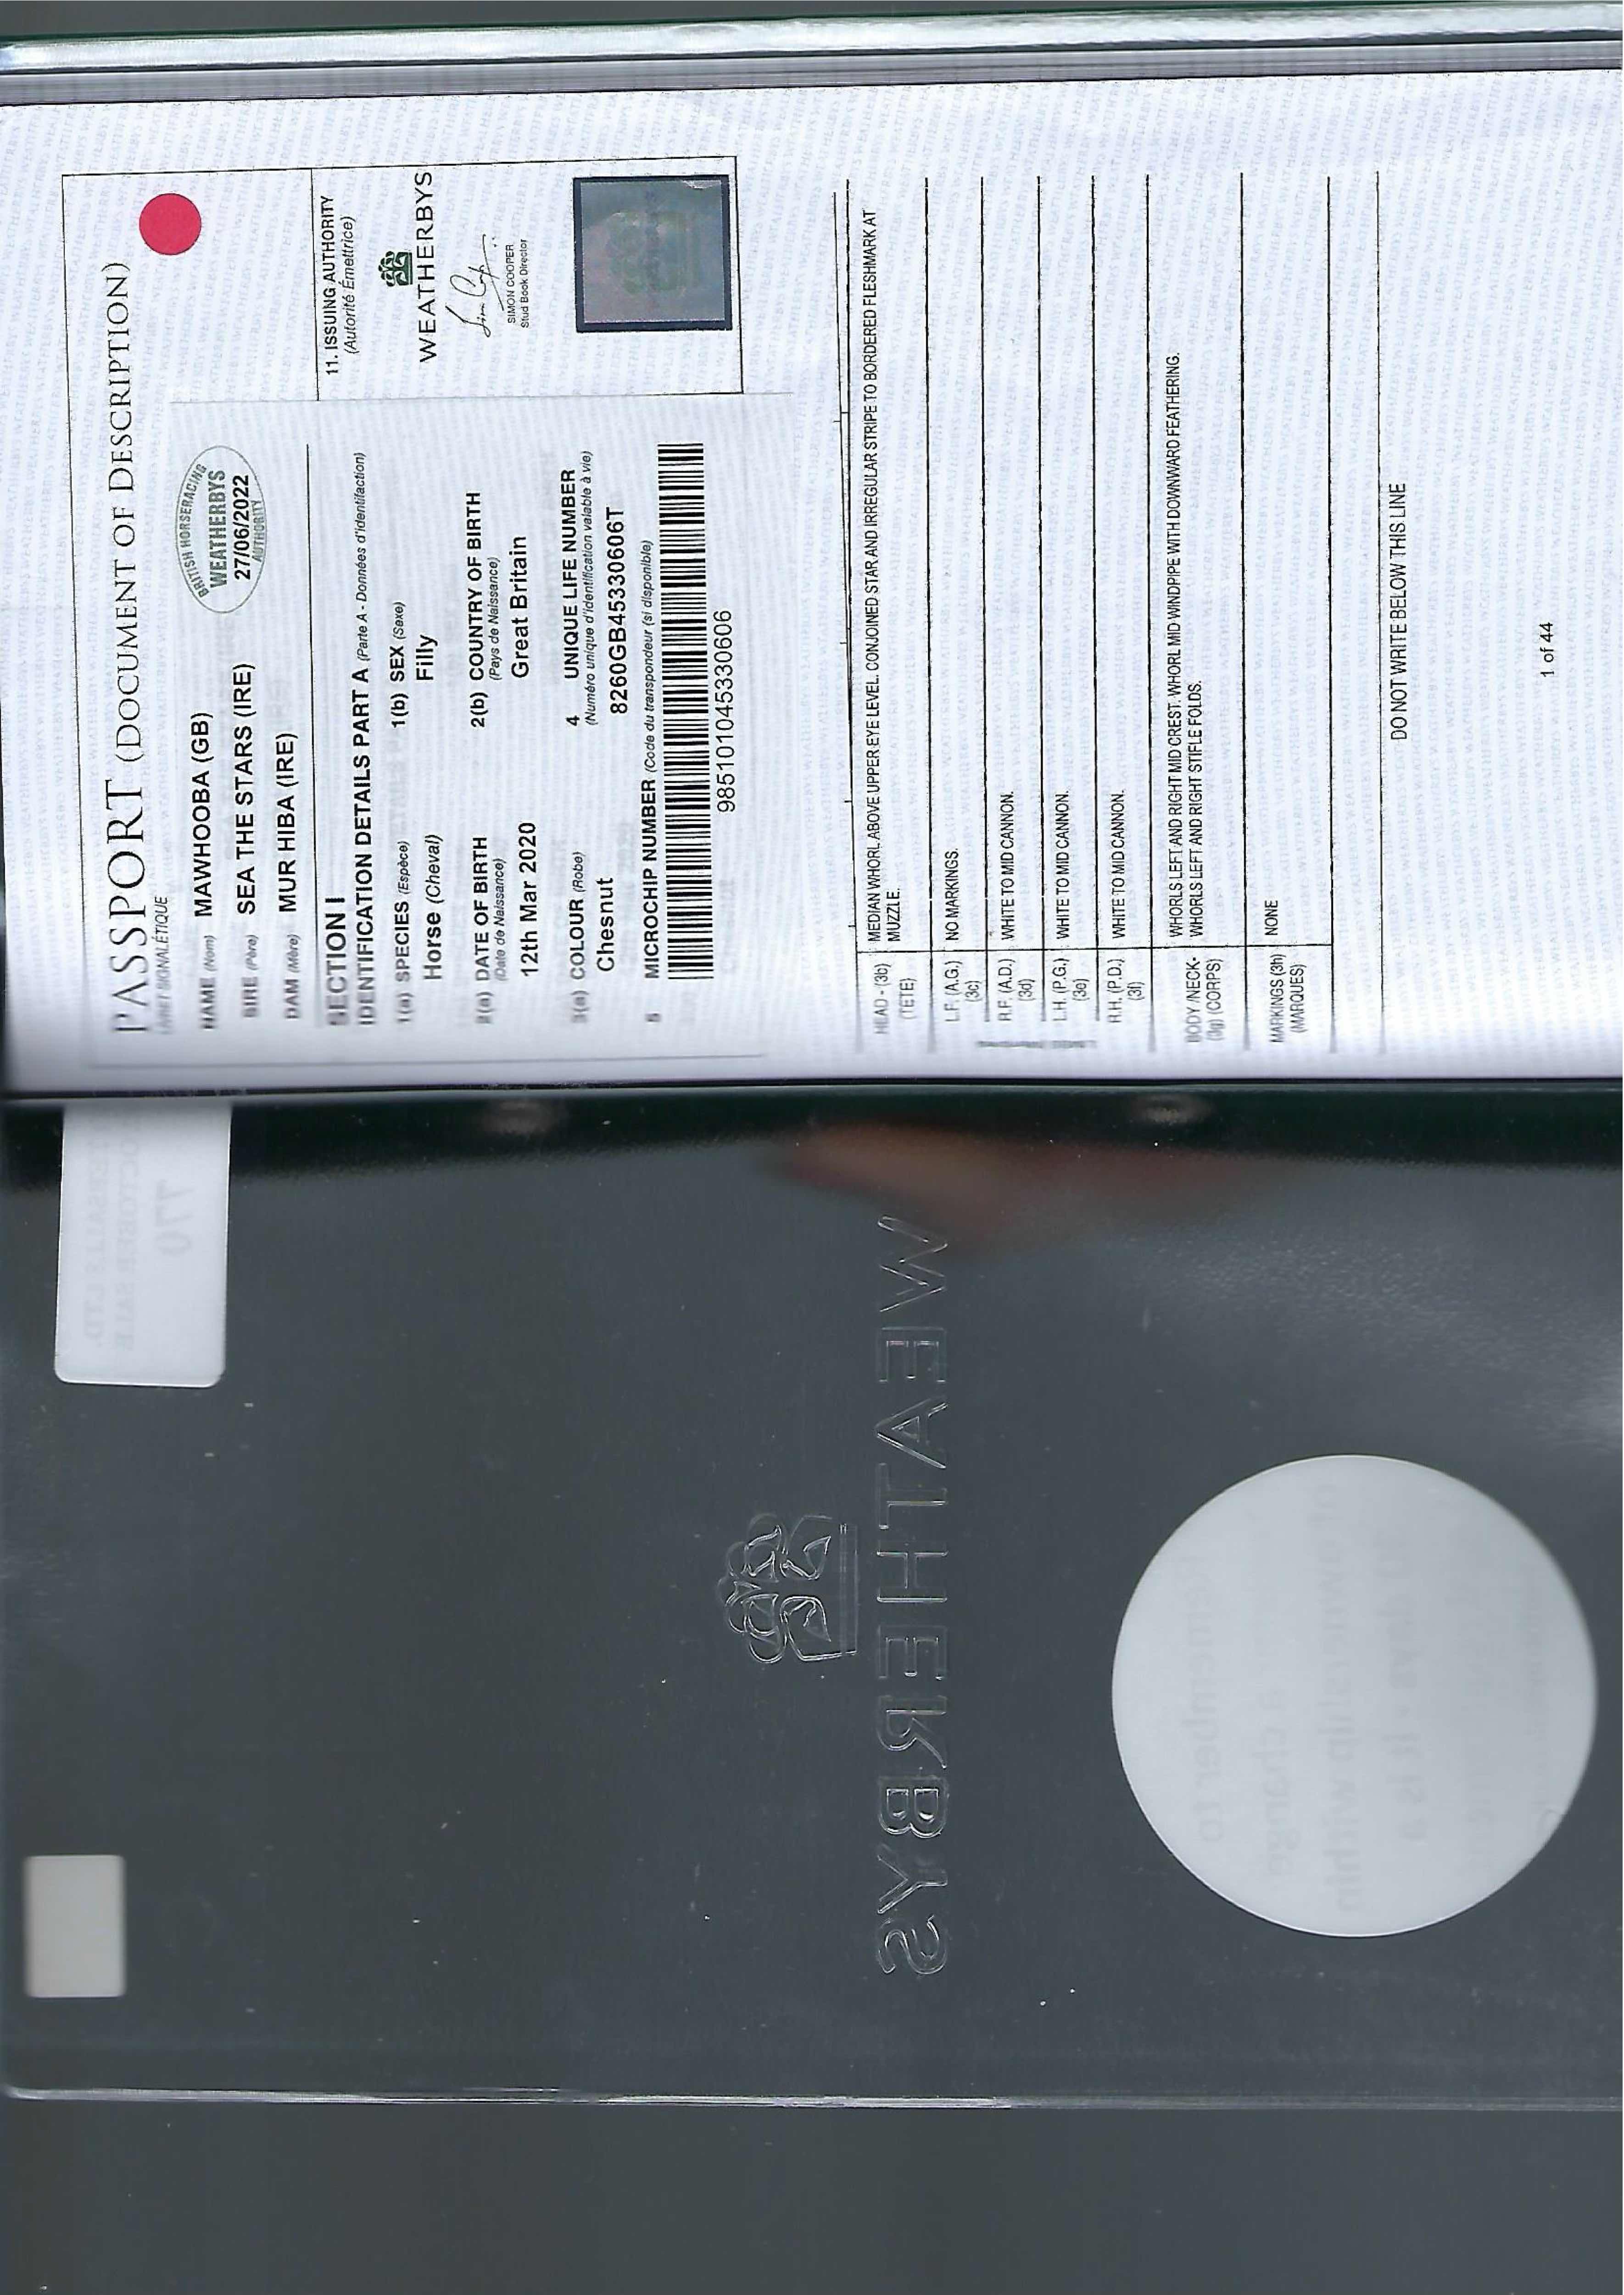 PASSPORT (DOCUMENT OF DESCRIPTION)
SIGNALÉTIQUE
NAME (Nom) MAWHOOBA (GB)
SIRE (Père) SEA THE STARS (IRE)
DAM (Mère) MUR HIBA (IRE)
BRITISH HORSERACING
WEATHERBYS
27/06/2022
AUTHORITY
SECTION I
IDENTIFICATION DETAILS PART A (Parte A - Données d'identifaction)
1(a) SPECIES (Espèce)
Horse (Cheval)
1(b) SEX (Sexe)
Filly
2(a) DATE OF BIRTH
(Date de Naissance)
12th Mar 2020
2(b) COUNTRY OF BIRTH
(Pays de Naissance)
Great Britain
3(a) COLOUR (Robe)
Chesnut
4 UNIQUE LIFE NUMBER
(Numéro unique d'identification valable à vie)
8260GB45330606T
5 MICROCHIP NUMBER (Code du transpondeur (si disponible)
985101045330606
11. ISSUING AUTHORITY
(Autorité Émettrice)
WEATHERBYS
SIMON COOPER
Stud Book Director
HEAD - (3b) MEDIAN WHORL ABOVE UPPER EYE LEVEL. CONJOINED STAR AND IRREGULAR STRIPE TO BORDERED FLESHMARK AT
(TETE) MUZZLE.
L.F. (A.G.) NO MARKINGS.
(3c)
R.F. (A.D.) WHITE TO MID CANNON.
(3d)
L.H. (P.G.) WHITE TO MID CANNON.
(3e)
R.H. (P.D.) WHITE TO MID CANNON.
(3f)
BODY /NECK- WHORLS LEFT AND RIGHT MID CREST. WHORL MID WINDPIPE WITH DOWNWARD FEATHERING.
(3g) (CORPS) WHORLS LEFT AND RIGHT STIFLE FOLDS.
MARKINGS (3h) NONE
(MARQUES)
DO NOT WRITE BELOW THIS LINE
1 of 44
770
OCTOBER SALE
WEATHERBYS